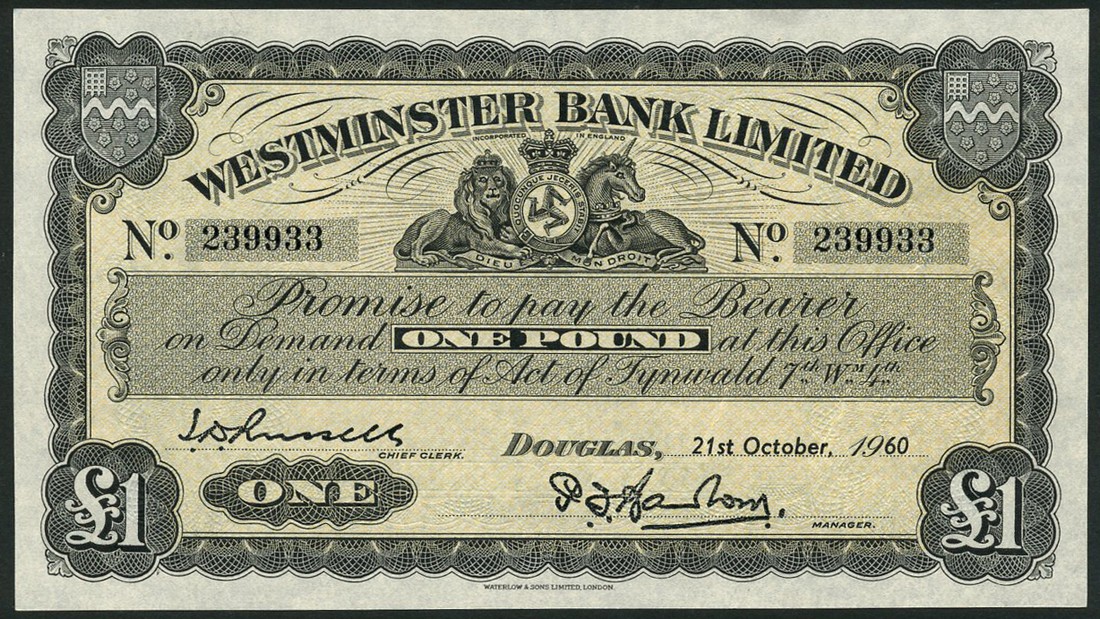 WESTMINSTER BANK LIMITED
INCORPORATED IN ENGLAND
QUOCUNQUE JECERIS STABIT
DIEU MON DROIT
No. 239933 No. 239933
Promise to pay the Bearer
on Demand ONE POUND at this Office
only in terms of Act of Tynwald 7th Wm 4th
CHIEF CLERK.
DOUGLAS, 21st October, 1960
ONE
MANAGER.
£1 £1
WATERLOW & SONS LIMITED, LONDON.